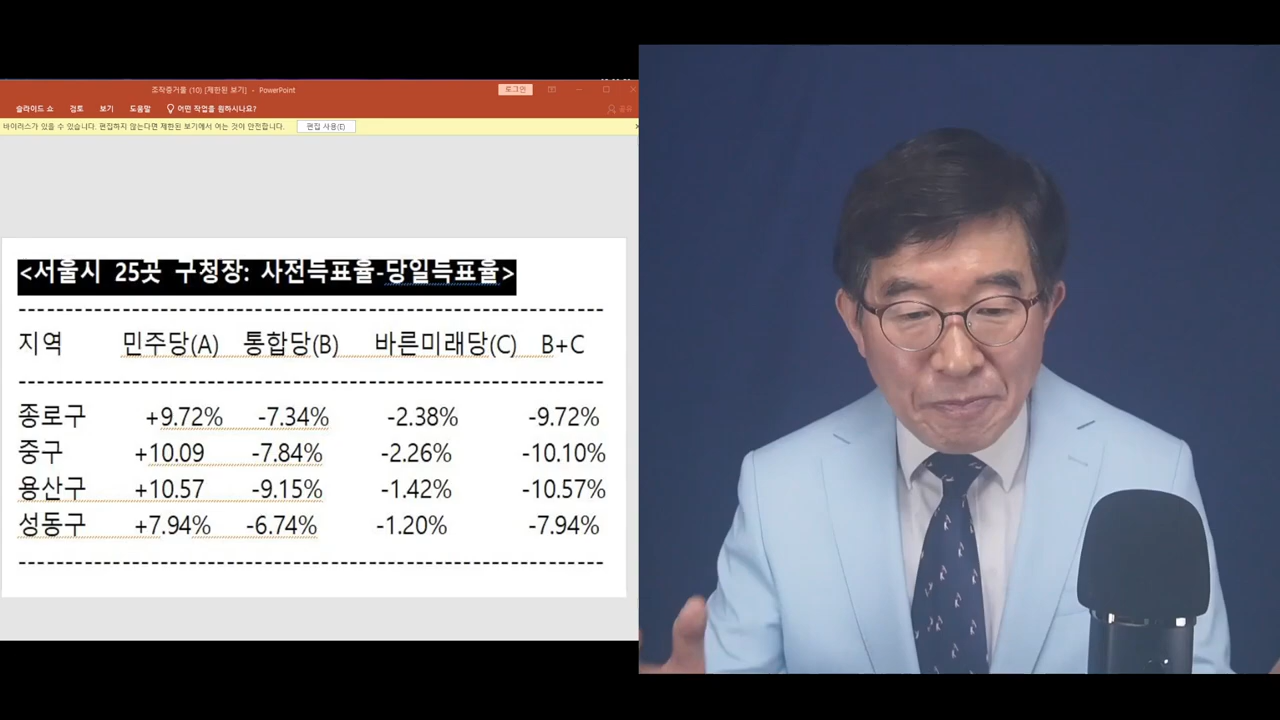 조작증거물 (10) [제한된 보기] - PowerPoint
로그인
슬라이드 쇼 검토 보기 도움말 어떤 작업을 원하시나요? 공유
바이러스가 있을 수 있습니다. 편집하지 않는다면 제한된 보기에서 여는 것이 안전합니다. 편집 사용(E)
<서울시 25곳 구청장: 사전득표율-당일득표율>
지역 민주당(A) 통합당(B) 바른미래당(C) B+C
종로구 +9.72% -7.34% -2.38% -9.72%
중구 +10.09 -7.84% -2.26% -10.10%
용산구 +10.57 -9.15% -1.42% -10.57%
성동구 +7.94% -6.74% -1.20% -7.94%